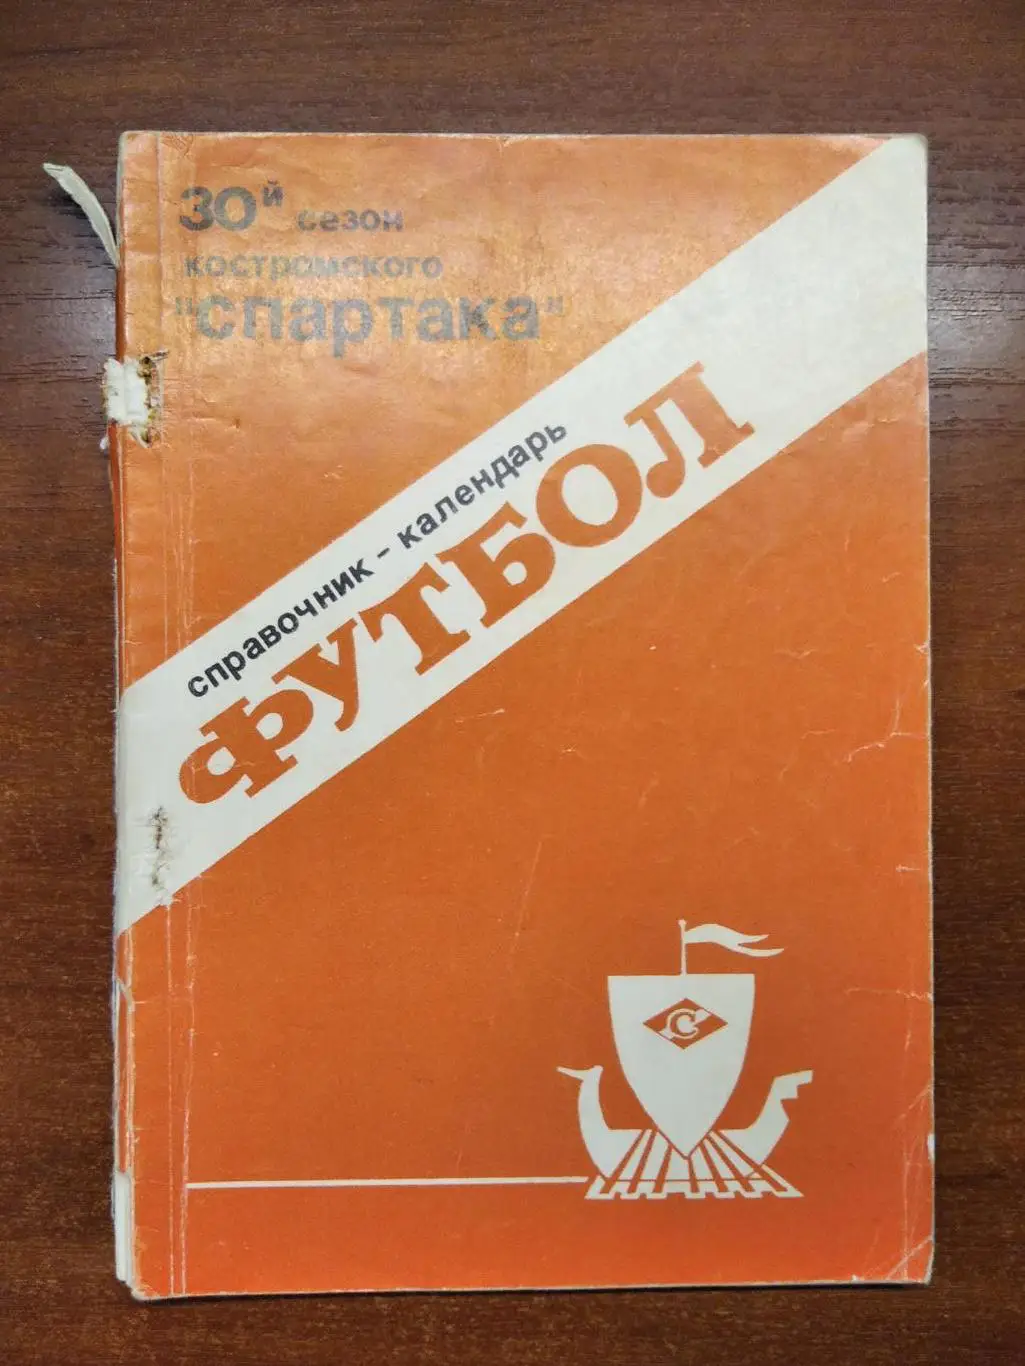 30й сезон
костромского
"спартака"
справочник - календарь
ФУТБОЛ
С